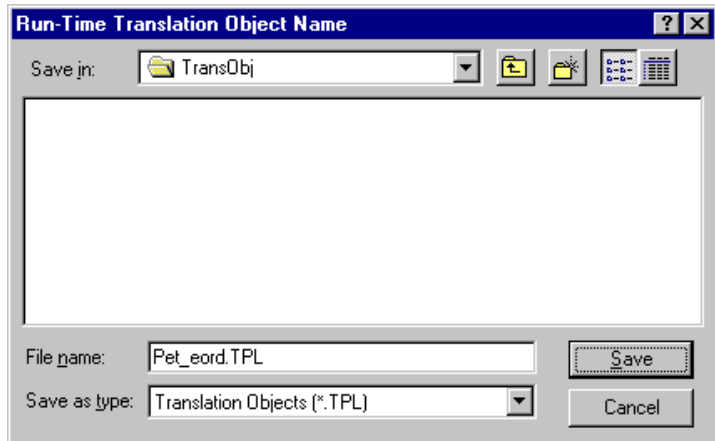 Run-Time Translation Object Name
Save in: TransObj
File name: Pet_eord.TPL Save
Save as type: Translation Objects (*.TPL) Cancel